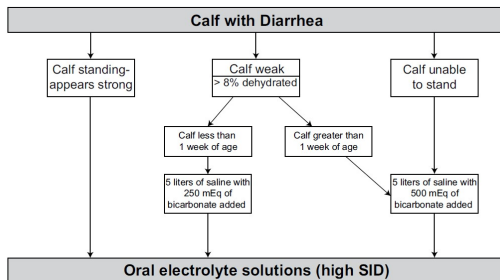 Calf with Diarrhea
Calf standing-
appears strong
Calf weak
> 8% dehydrated
Calf unable
to stand
Calf less than
1 week of age
Calf greater than
1 week of age
5 liters of saline with
250 mEq of
bicarbonate added
5 liters of saline with
500 mEq of
bicarbonate added
Oral electrolyte solutions (high SID)